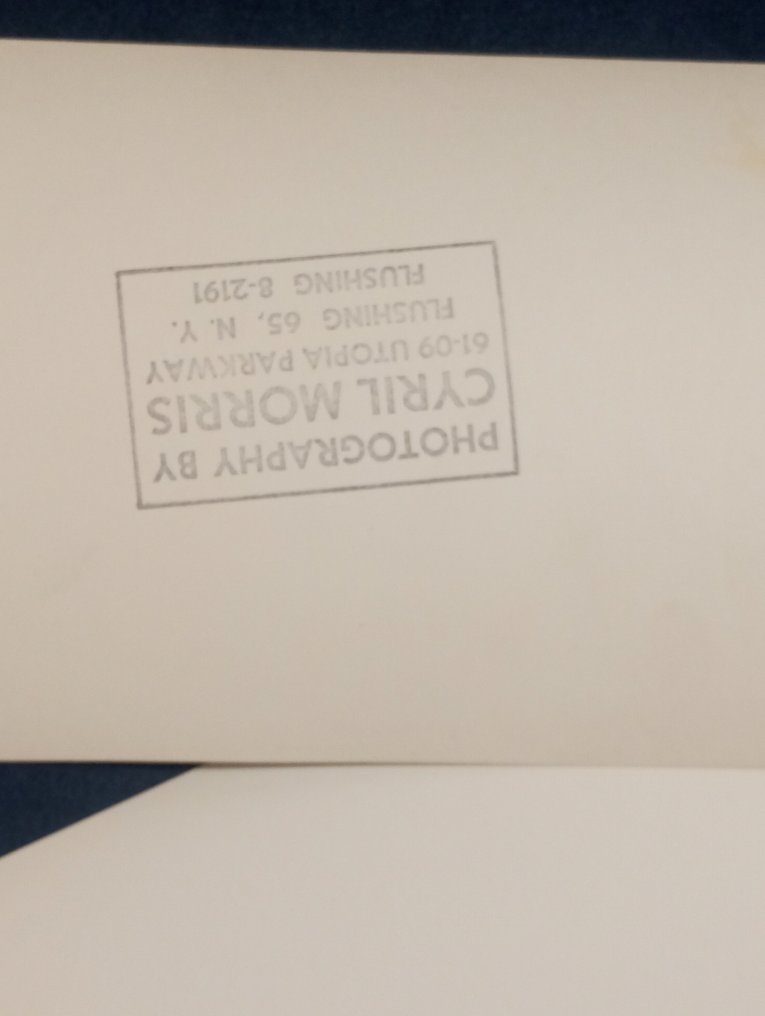 PHOTOGRAPHY BY
CYRIL MORRIS
61-09 UTOPIA PARKWAY
FLUSHING 65, N. Y.
FLUSHING 8-2191